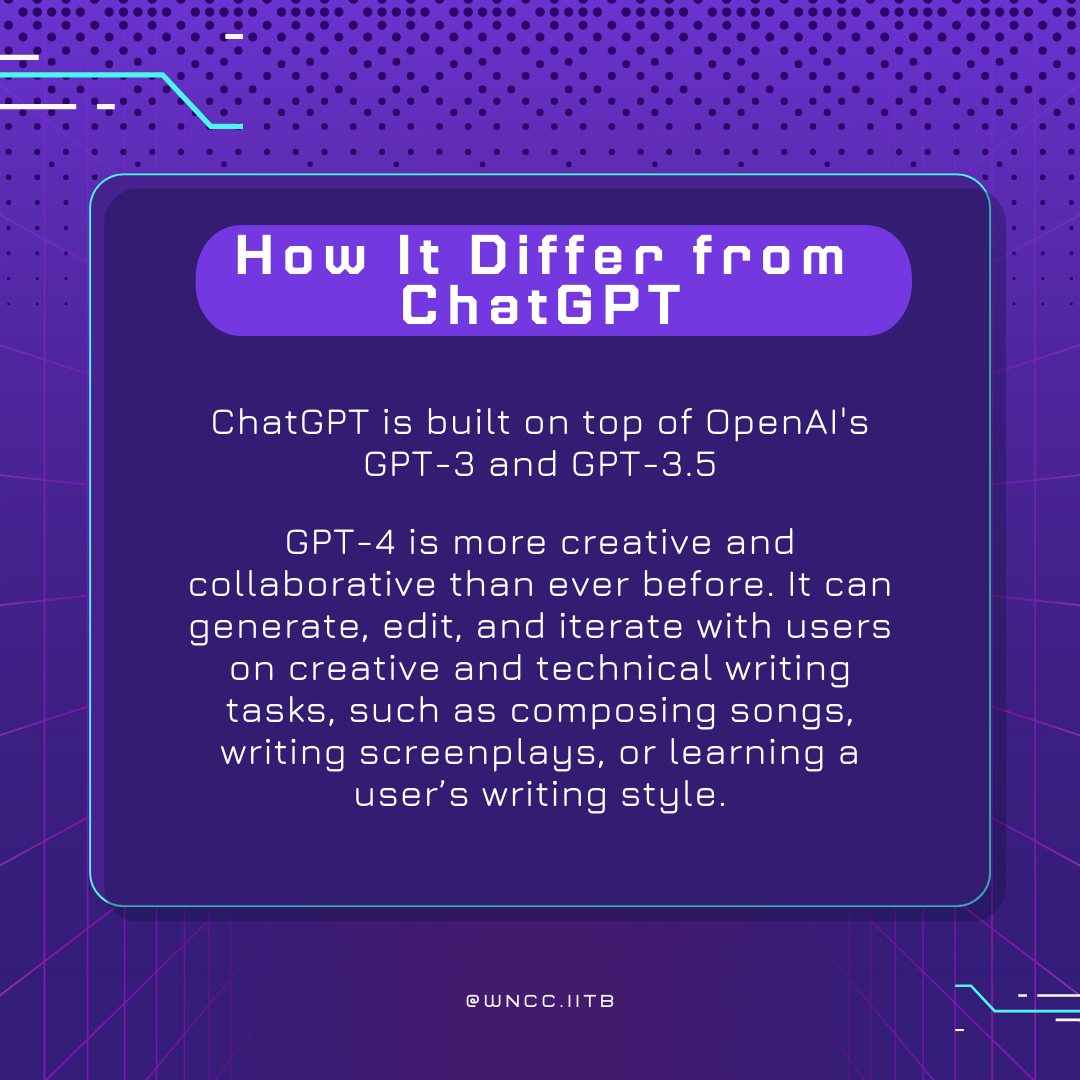 How It Differ from
ChatGPT
ChatGPT is built on top of OpenAI's
GPT-3 and GPT-3.5
GPT-4 is more creative and
collaborative than ever before. It can
generate, edit, and iterate with users
on creative and technical writing
tasks, such as composing songs,
writing screenplays, or learning a
user’s writing style.
@WNCC.IITB